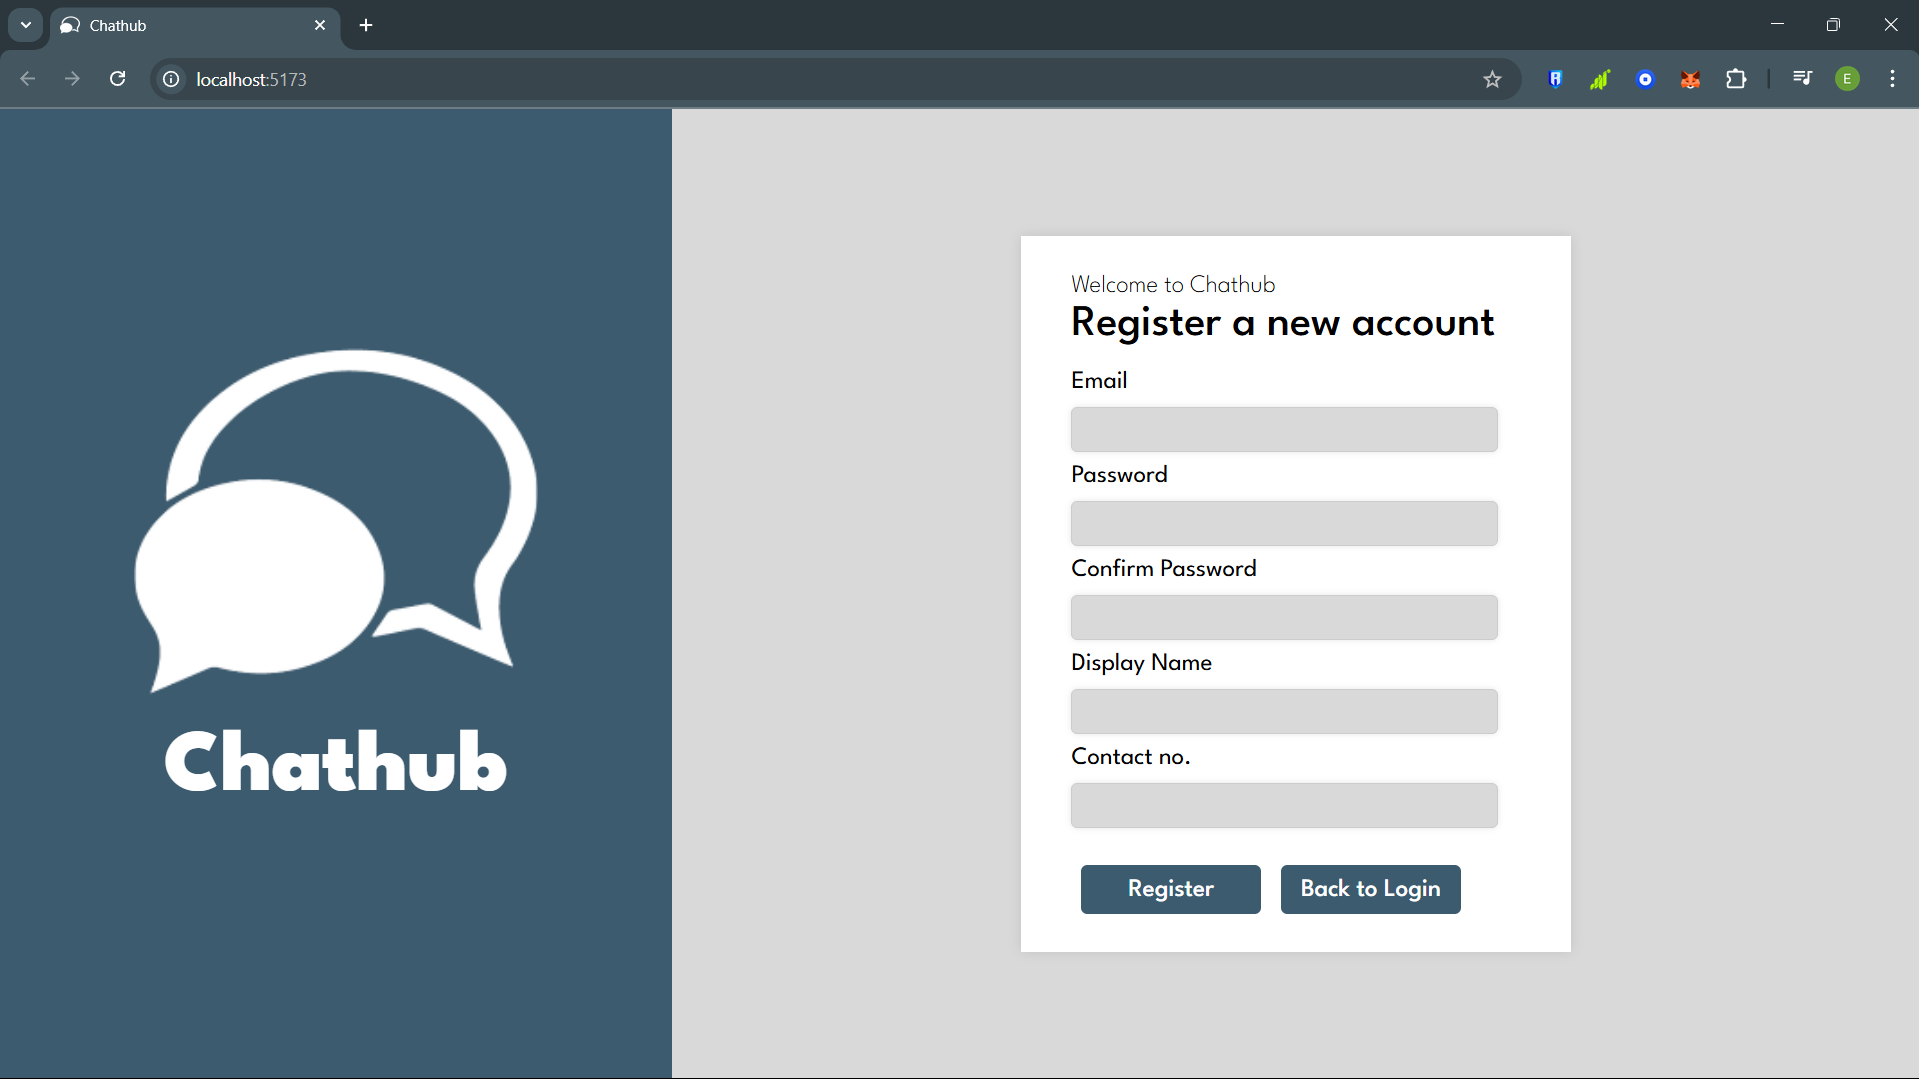 Chathub
localhost:5173
E
Chathub
Welcome to Chathub
Register a new account
Email
Password
Confirm Password
Display Name
Contact no.
Register
Back to Login